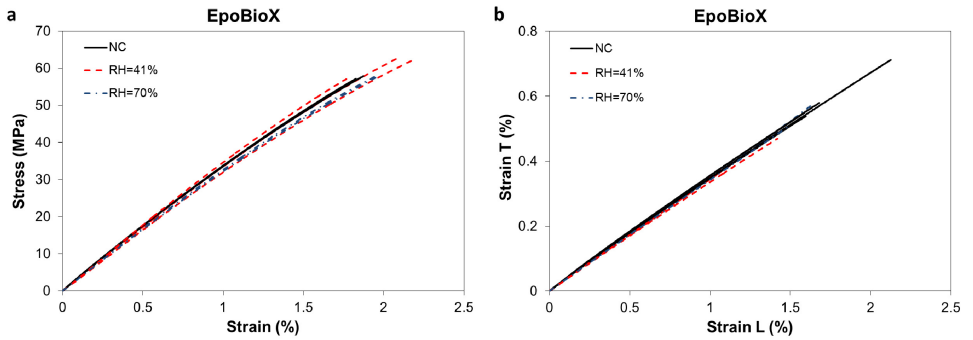 a
EpoBioX
Stress (MPa)
70
60
50
40
30
20
10
0
NC
RH=41%
RH=70%
0 0.5 1 1.5 2 2.5
Strain (%)
b
EpoBioX
Strain T (%)
0.8
0.6
0.4
0.2
0
NC
RH=41%
RH=70%
0 0.5 1 1.5 2 2.5
Strain L (%)